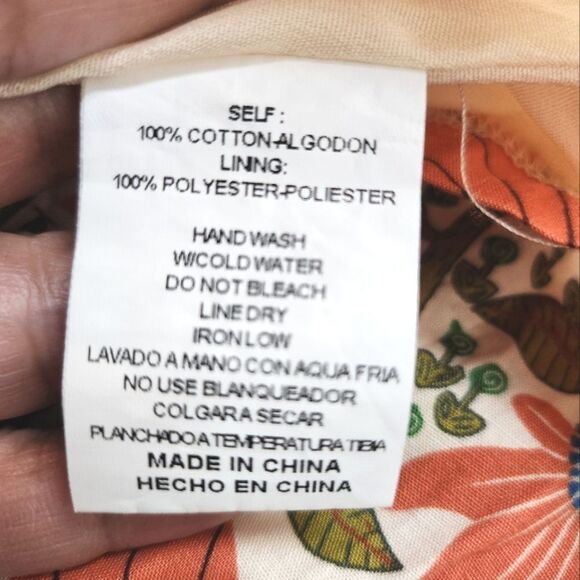 SELF :
100% COTTON-ALGODON
LINING:
100% POLYESTER-POLIESTER
HAND WASH
W/COLD WATER
DO NOT BLEACH
LINE DRY
IRON LOW
LAVADO A MANO CON AQUA FRIA
NO USE BLANQUEADOR
COLGAR A SECAR
PLANCHADO A TEMPERATURA TIBIA
MADE IN CHINA
HECHO EN CHINA